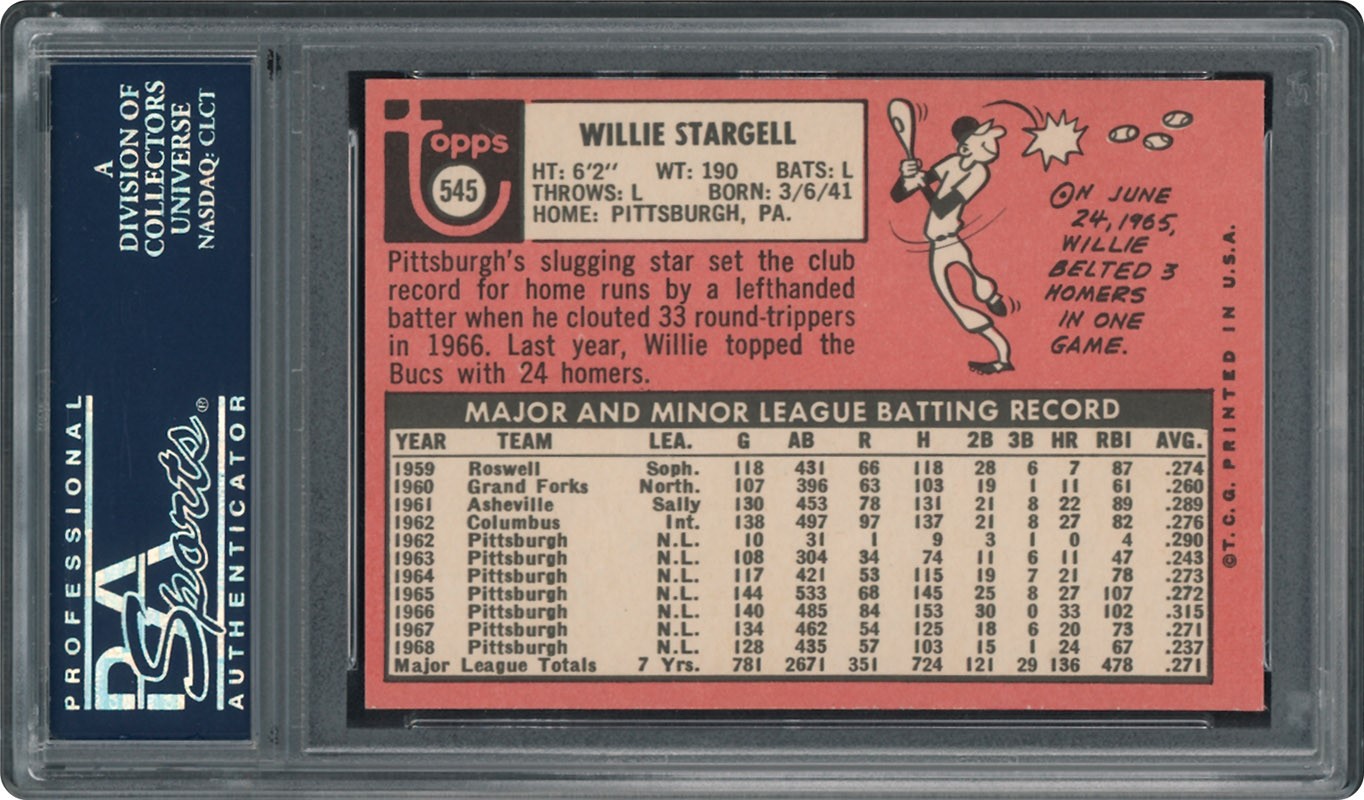 A
DIVISION OF
COLLECTORS
UNIVERSE
NASDAQ: CLCT
PROFESSIONAL
PSA
Sports®
AUTHENTICATOR
Topps
545
WILLIE STARGELL
HT: 6'2" WT: 190 BATS: L
THROWS: L BORN: 3/6/41
HOME: PITTSBURGH, PA.
Pittsburgh's slugging star set the club
record for home runs by a lefthanded
batter when he clouted 33 round-trippers
in 1966. Last year, Willie topped the
Bucs with 24 homers.
ON JUNE
24, 1965,
WILLIE
BELTED 3
HOMERS
IN ONE
GAME.
MAJOR AND MINOR LEAGUE BATTING RECORD
YEAR TEAM LEA. G AB R H 2B 3B HR RBI AVG.
1959 Roswell Soph. 118 431 66 118 28 6 7 87 .274
1960 Grand Forks North. 107 396 63 103 19 1 11 61 .260
1961 Asheville Sally 130 453 78 131 21 8 22 89 .289
1962 Columbus Int. 138 497 97 137 21 8 27 82 .276
1962 Pittsburgh N.L. 10 31 1 9 3 1 0 4 .290
1963 Pittsburgh N.L. 108 304 34 74 11 6 11 47 .243
1964 Pittsburgh N.L. 117 421 53 115 19 7 21 78 .273
1965 Pittsburgh N.L. 144 533 68 145 25 8 27 107 .272
1966 Pittsburgh N.L. 140 485 84 153 30 0 33 102 .315
1967 Pittsburgh N.L. 134 462 54 125 18 6 20 73 .271
1968 Pittsburgh N.L. 128 435 57 103 15 1 24 67 .237
Major League Totals 7 Yrs. 781 2671 351 724 121 29 136 478 .271
©T.C.G. PRINTED IN U.S.A.